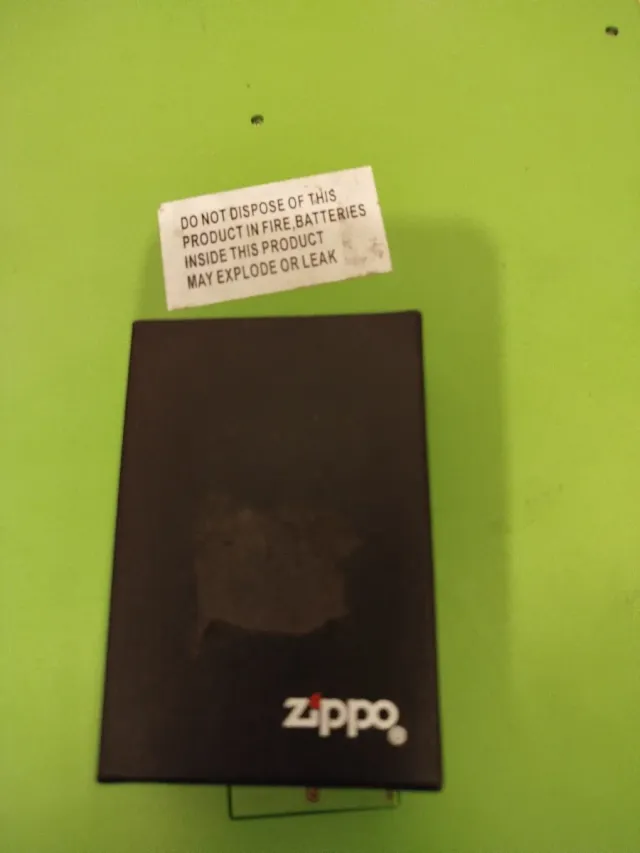 DO NOT DISPOSE OF THIS
PRODUCT IN FIRE,BATTERIES
INSIDE THIS PRODUCT
MAY EXPLODE OR LEAK
zippo